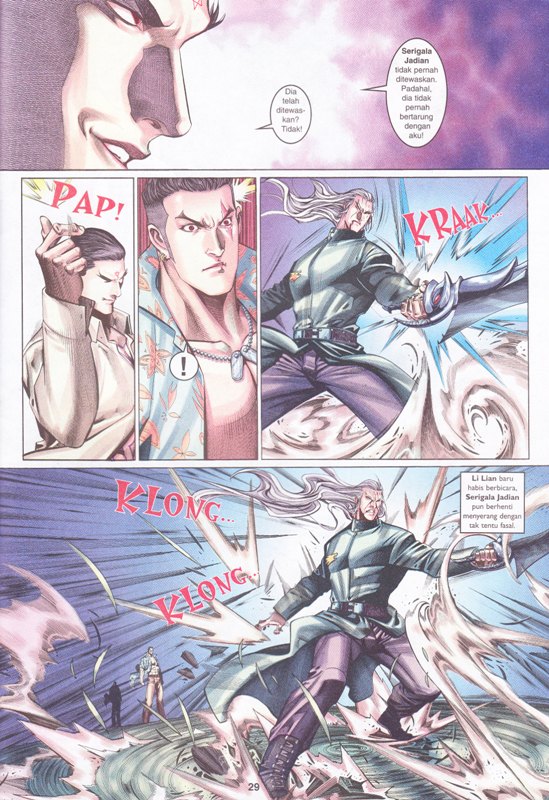 Serigala
Jadian
tidak pernah
ditewaskan.
Padahal,
dia tidak
pernah
bertarung
dengan
aku!
Dia
telah
ditewas-
kan?
Tidak!
PAP!
!
KRAAK...
Li Lian baru
habis berbicara,
Serigala Jadian
pun berhenti
menyerang dengan
tak tentu fasal.
KLONG...
KLONG...
29